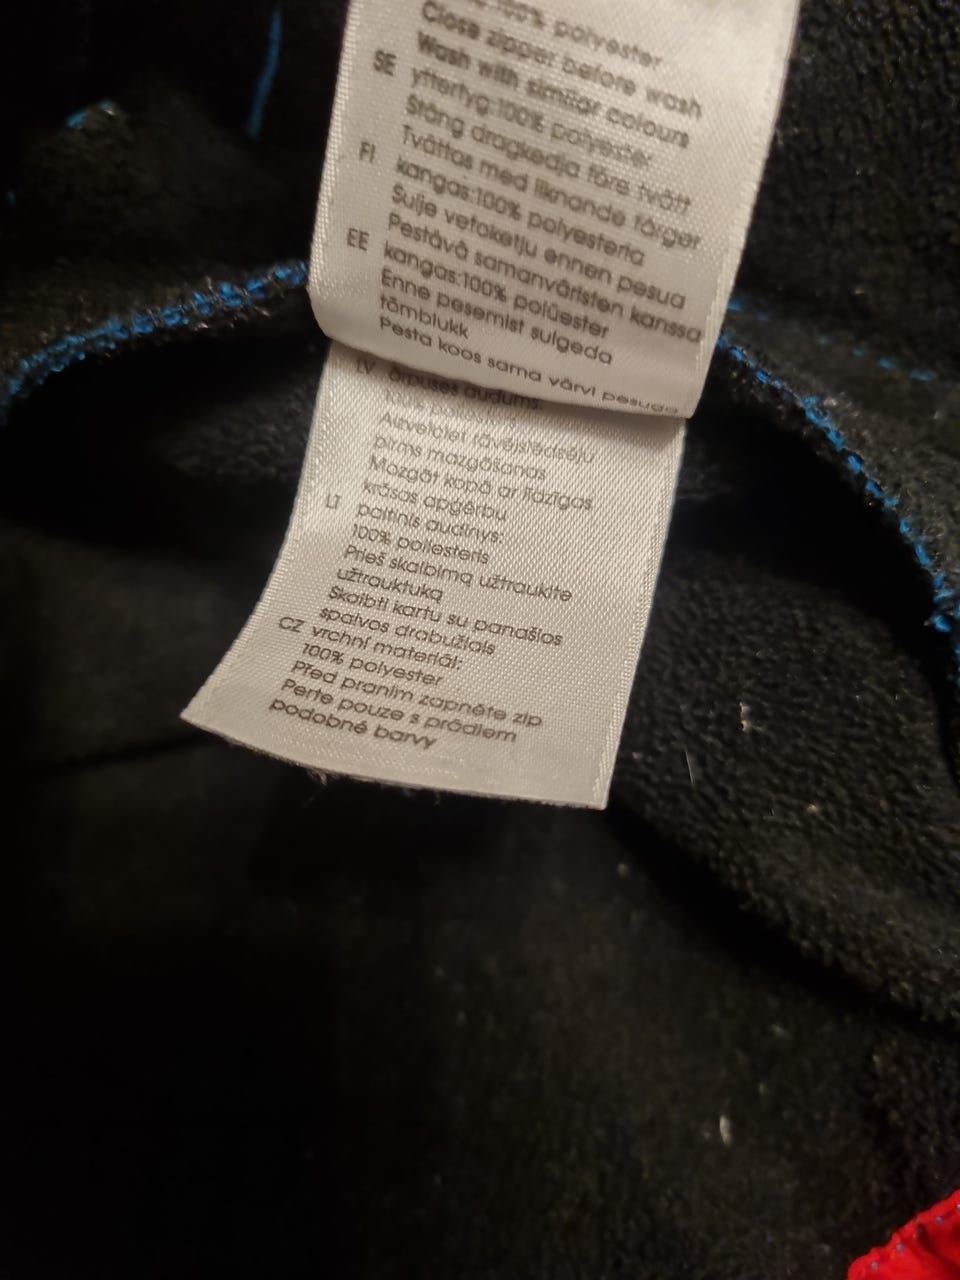 100% polyester
Close zipper before wash
Wash with similar colours
SE yttertyg:100% polyester
Stäng dragkedja före tvätt
Tvättas med liknande färger
FI kangas:100% polyesteria
Sulje vetoketju ennen pesua
Pestävä samanväristen kanssa
EE kangas:100% polüester
Enne pesemist sulgeda
tõmblukk
Pesta koos sama värvi pesuga
LV ārpuses audums:
Aizvelciet rāvējslēdzēju
pirms mazgāšanas
Mazgāt kopā ar līdzīgas
krāsas apģērbu
LT paltinis audinys:
100% poliesteris
Prieš skalbimą užtraukite
užtrauktuką
Skalbti kartu su panašios
spalvos drabužiais
CZ vrchní materiál:
100% polyester
Před praním zapněte zip
Perte pouze s prádlem
podobné barvy